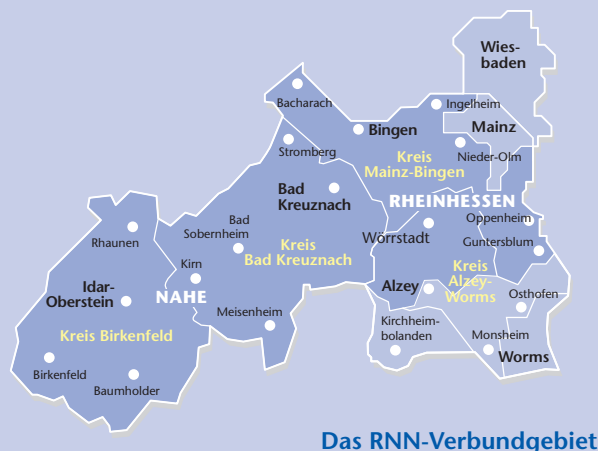 Wies-
baden
Bacharach
Ingelheim
Bingen
Mainz
Stromberg
Kreis
Mainz-Bingen
Nieder-Olm
Bad
Kreuznach
RHEINHESSEN
Oppenheim
Bad
Sobernheim
Wörrstadt
Rhaunen
Kreis
Bad Kreuznach
Guntersblum
Kirn
Kreis
Alzey-
Worms
Idar-
Oberstein
NAHE
Alzey
Osthofen
Meisenheim
Kirchheim-
bolanden
Kreis Birkenfeld
Monsheim
Worms
Birkenfeld
Baumholder
Das RNN-Verbundgebiet